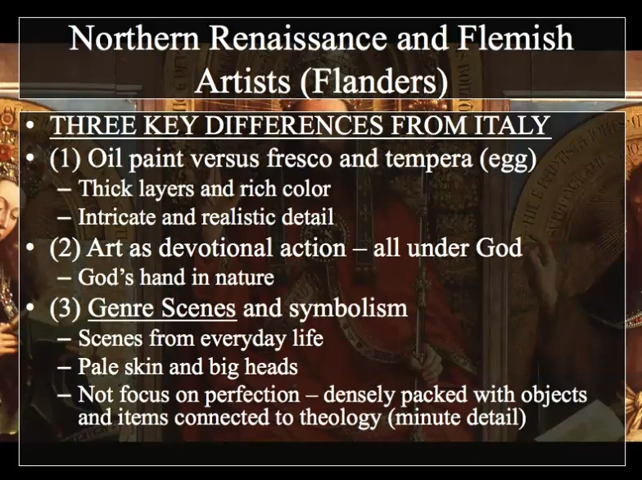 Northern Renaissance and Flemish
Artists (Flanders)
• THREE KEY DIFFERENCES FROM ITALY
• (1) Oil paint versus fresco and tempera (egg)
– Thick layers and rich color
– Intricate and realistic detail
• (2) Art as devotional action – all under God
– God's hand in nature
• (3) Genre Scenes and symbolism
– Scenes from everyday life
– Pale skin and big heads
– Not focus on perfection – densely packed with objects
and items connected to theology (minute detail)